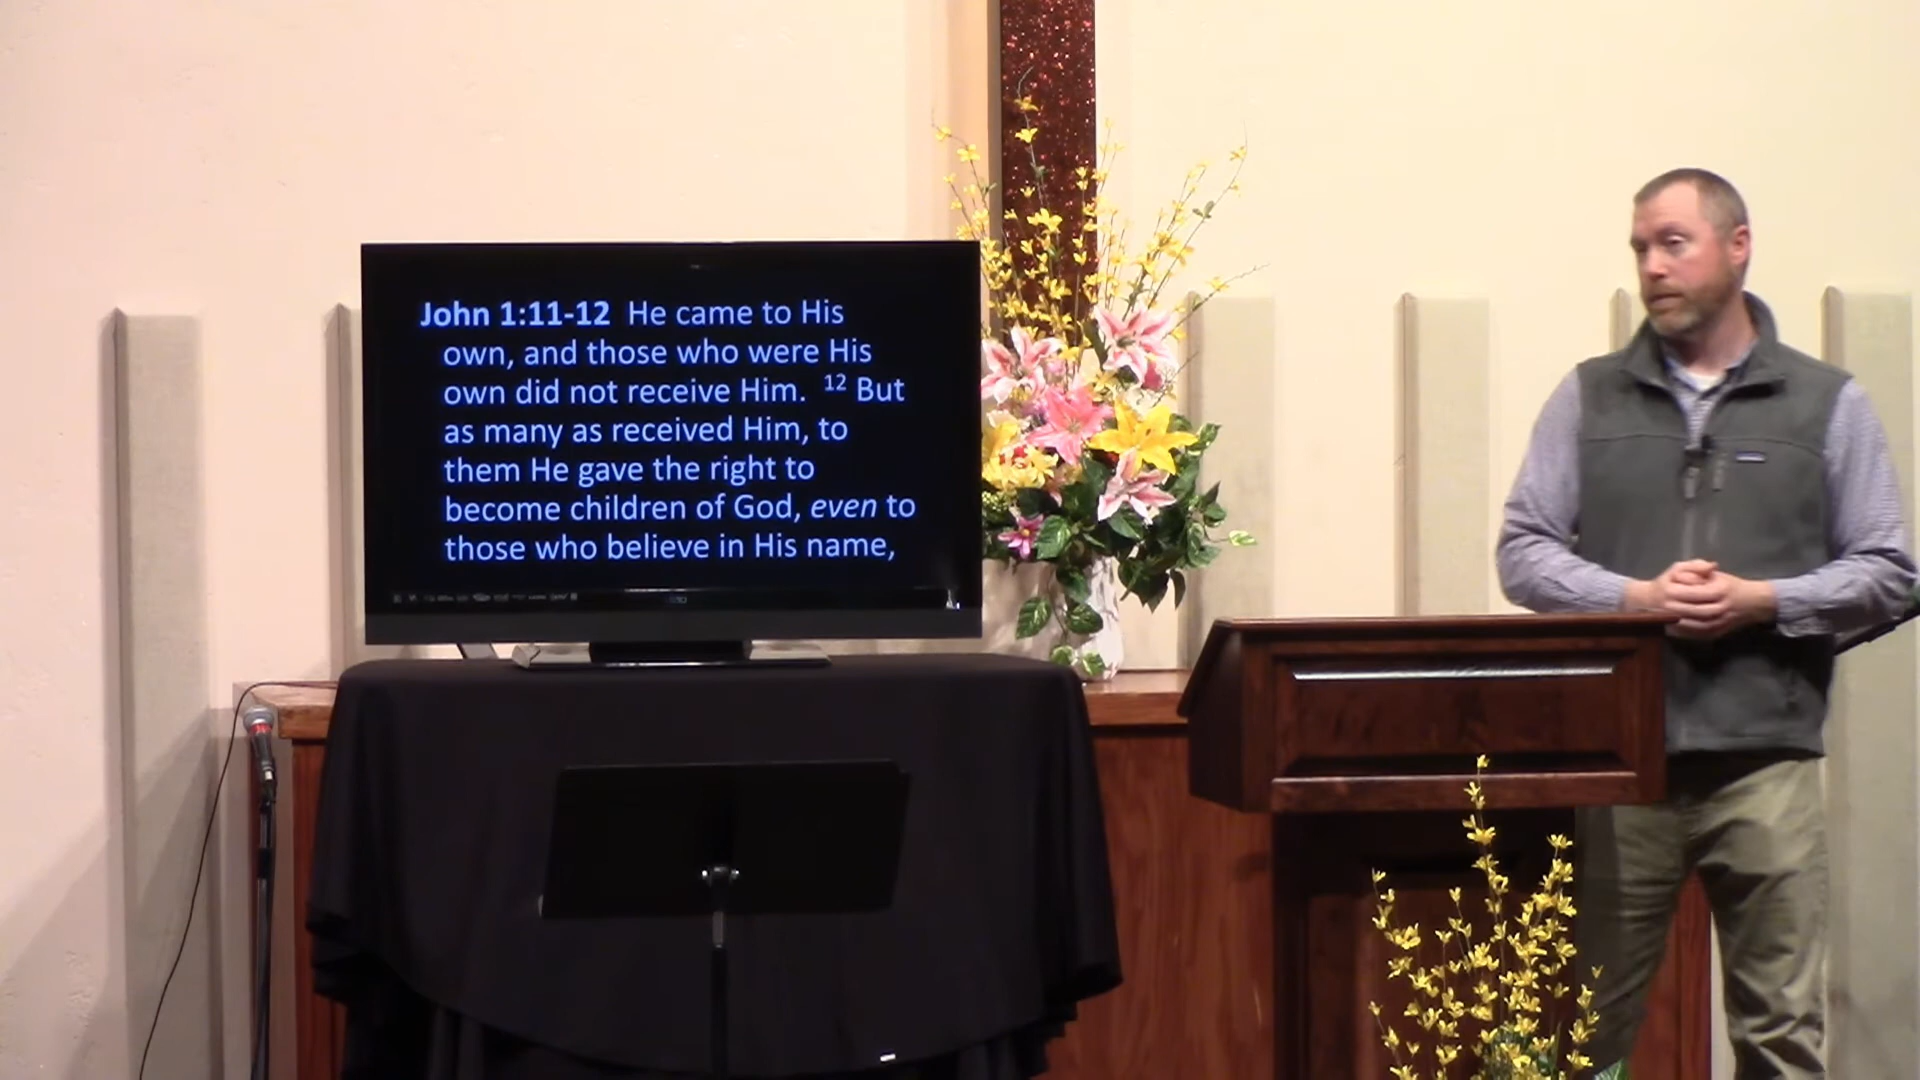 John 1:11-12 He came to His
own, and those who were His
own did not receive Him. 12 But
as many as received Him, to
them He gave the right to
become children of God, even to
those who believe in His name,